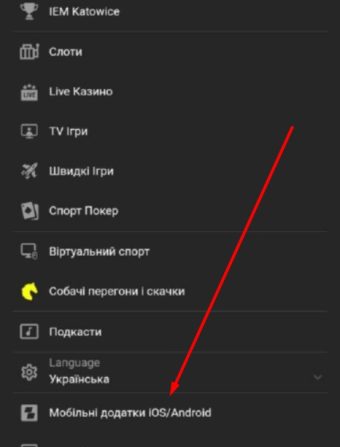 IEM Katowice
Слоти
LIVE
Live Казино
TV Ігри
Швидкі Ігри
Спорт Покер
Віртуальний спорт
Собачі перегони і скачки
Подкасти
Language
Українська
Мобільні додатки iOS/Android